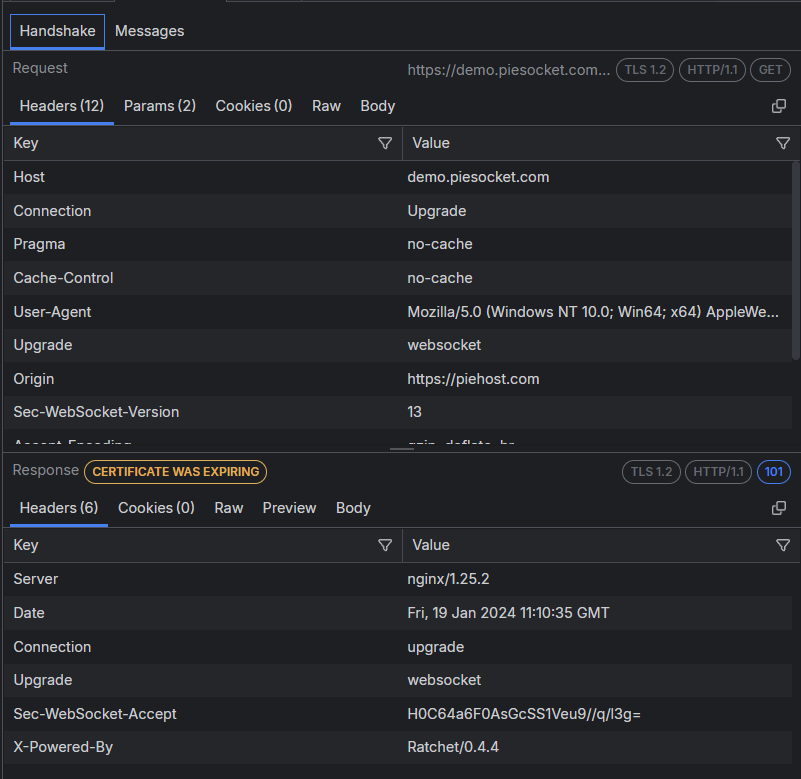 Handshake Messages
Request https://demo.piesocket.com... TLS 1.2 HTTP/1.1 GET
Headers (12) Params (2) Cookies (0) Raw Body
Key Value
Host demo.piesocket.com
Connection Upgrade
Pragma no-cache
Cache-Control no-cache
User-Agent Mozilla/5.0 (Windows NT 10.0; Win64; x64) AppleWe...
Upgrade websocket
Origin https://piehost.com
Sec-WebSocket-Version 13
Accept-Encoding gzip, deflate, br
Response CERTIFICATE WAS EXPIRING TLS 1.2 HTTP/1.1 101
Headers (6) Cookies (0) Raw Preview Body
Key Value
Server nginx/1.25.2
Date Fri, 19 Jan 2024 11:10:35 GMT
Connection upgrade
Upgrade websocket
Sec-WebSocket-Accept H0C64a6F0AsGcSS1Veu9//q/l3g=
X-Powered-By Ratchet/0.4.4